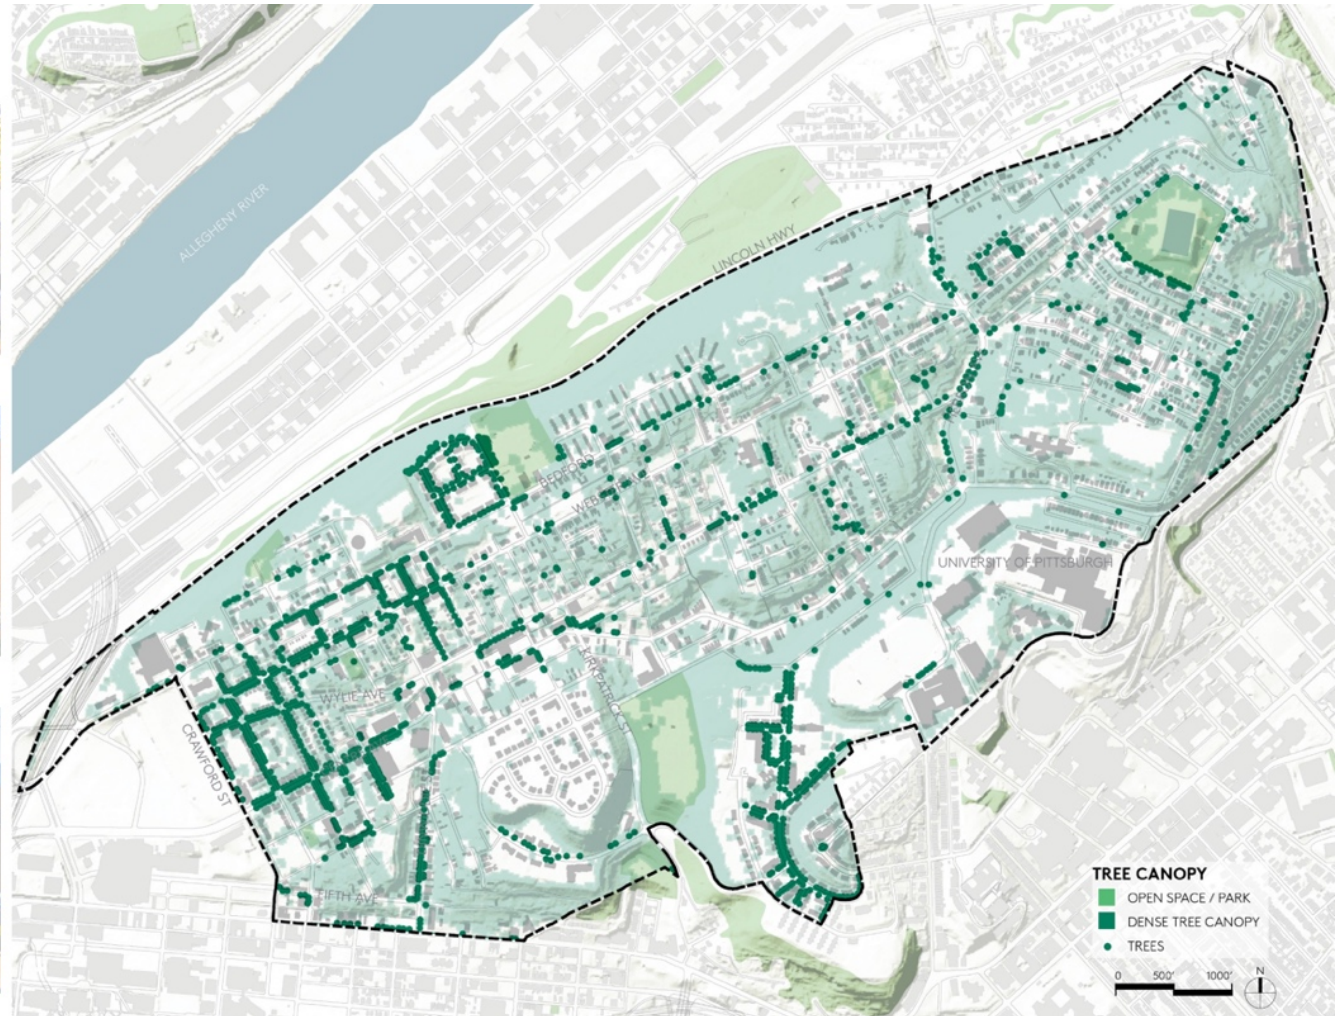 ALLEGHENY RIVER
LINCOLN HWY
BEDFORD
UNIVERSITY OF PITTSBURGH
KIRKPATRICK ST
WYLIE AVE
CRAWFORD ST
FIFTH AVE
TREE CANOPY
OPEN SPACE / PARK
DENSE TREE CANOPY
TREES
0 500' 1000' N